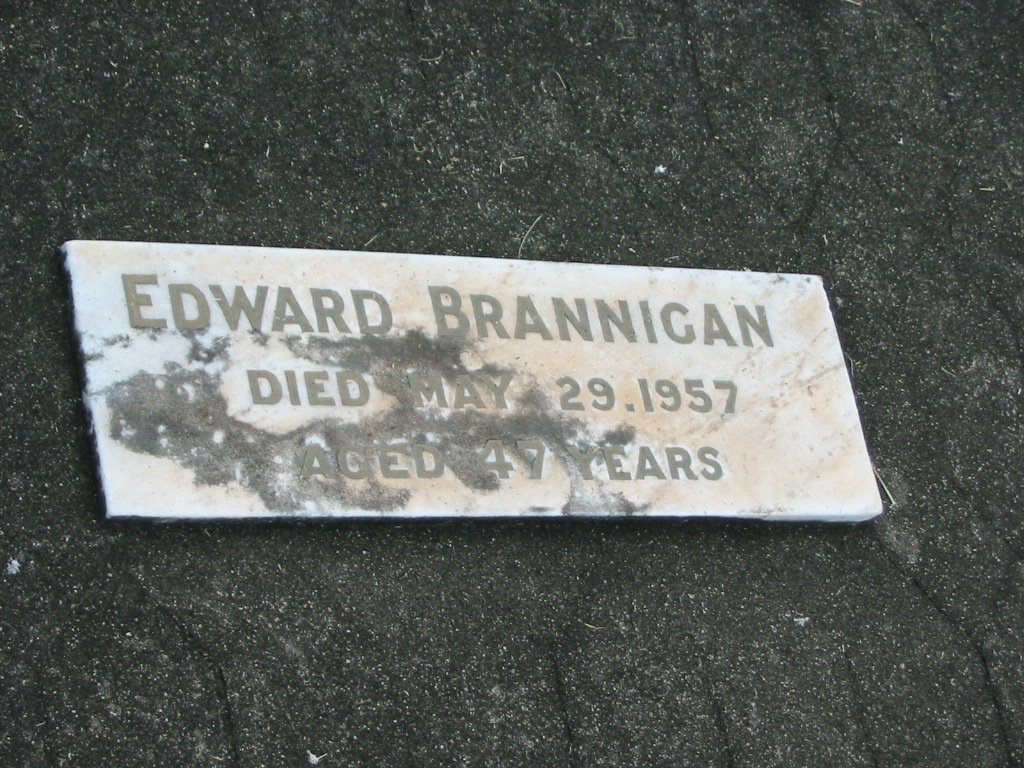 EDWARD BRANNIGAN
DIED MAY 29.1957
AGED 47 YEARS